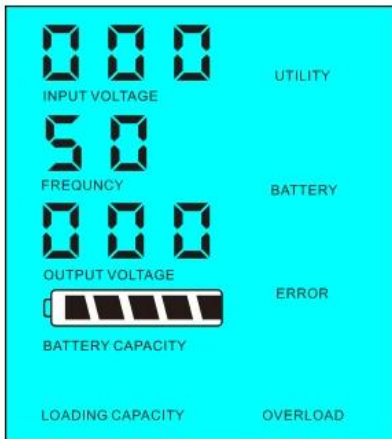 000
UTILITY
INPUT VOLTAGE
50
FREQUNCY
BATTERY
000
OUTPUT VOLTAGE
ERROR
BATTERY CAPACITY
LOADING CAPACITY
OVERLOAD